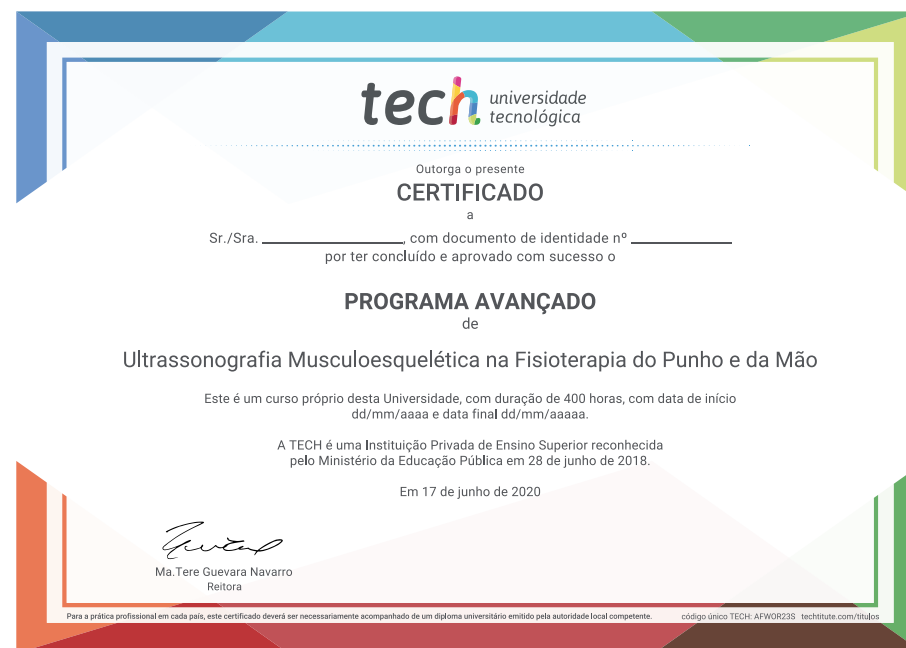 tech universidade
tecnológica
Outorga o presente
CERTIFICADO
a
Sr./Sra. ________________, com documento de identidade nº ____________
por ter concluído e aprovado com sucesso o
PROGRAMA AVANÇADO
de
Ultrassonografia Musculoesquelética na Fisioterapia do Punho e da Mão
Este é um curso próprio desta Universidade, com duração de 400 horas, com data de início
dd/mm/aaaa e data final dd/mm/aaaaa.
A TECH é uma Instituição Privada de Ensino Superior reconhecida
pelo Ministério da Educação Pública em 28 de junho de 2018.
Em 17 de junho de 2020
Ma.Tere Guevara Navarro
Reitora
Para a prática profissional em cada país, este certificado deverá ser necessariamente acompanhado de um diploma universitário emitido pela autoridade local competente. código único TECH: AFWOR23S techtitute.com/titulos